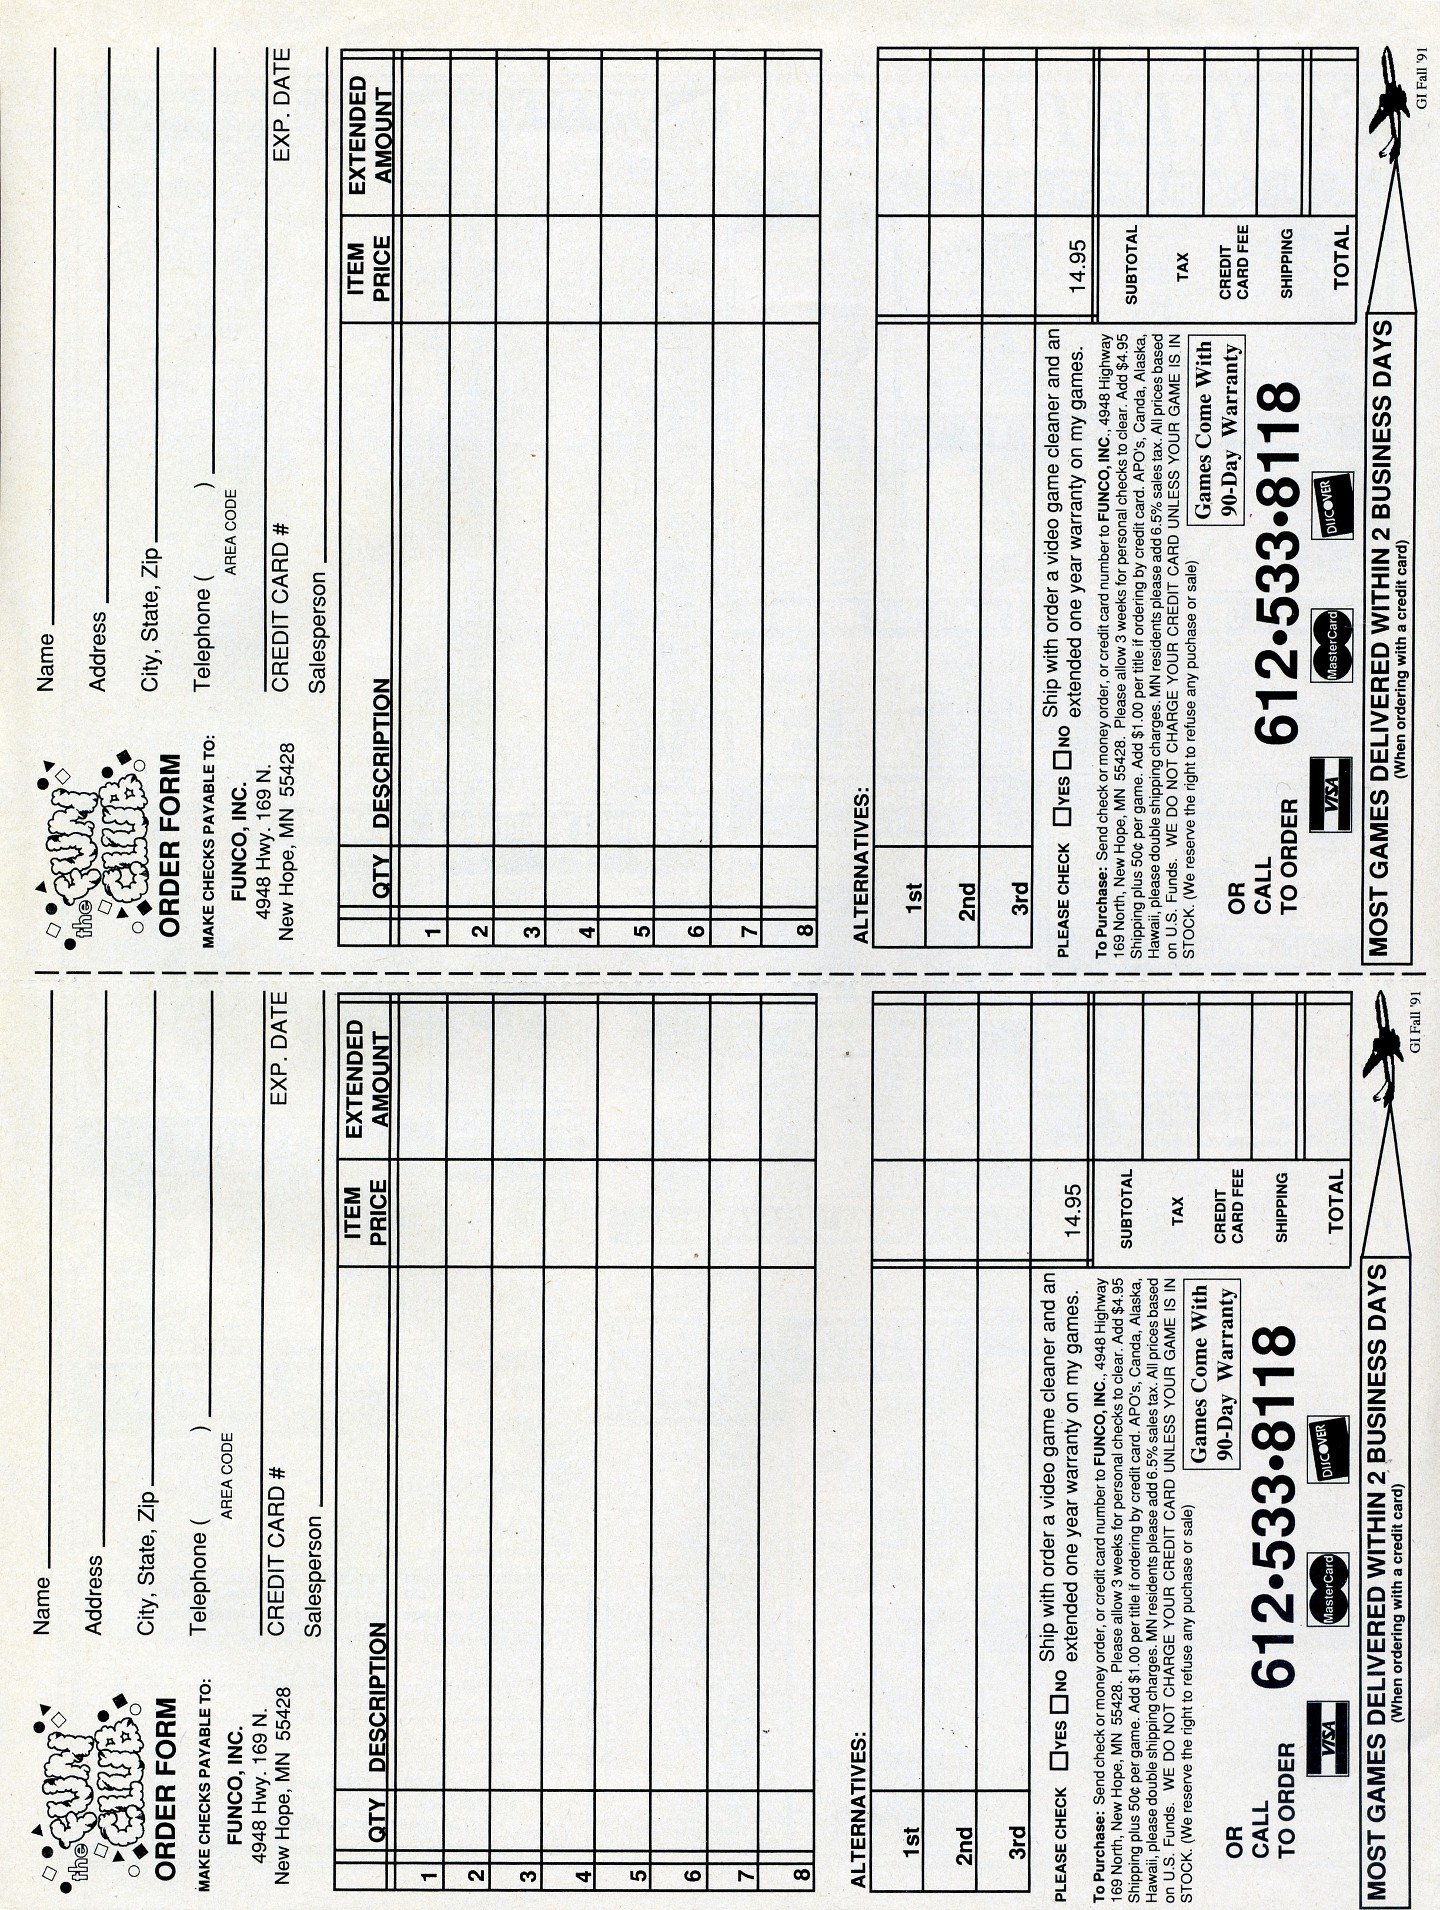 the FUN CLUB
ORDER FORM
MAKE CHECKS PAYABLE TO:
FUNCO, INC.
4948 Hwy. 169 N.
New Hope, MN 55428
Name
Address
City, State, Zip
Telephone ( )
AREA CODE
CREDIT CARD # EXP. DATE
Salesperson
QTY DESCRIPTION ITEM PRICE EXTENDED AMOUNT
1
2
3
4
5
6
7
8
ALTERNATIVES:
1st
2nd
3rd
PLEASE CHECK YES NO Ship with order a video game cleaner and an
extended one year warranty on my games. 14.95
To Purchase: Send check or money order, or credit card number to FUNCO, INC., 4948 Highway
169 North, New Hope, MN 55428. Please allow 3 weeks for personal checks to clear. Add $4.95
Shipping plus 50¢ per game. Add $1.00 per title if ordering by credit card. APO's, Canda, Alaska,
Hawaii, please double shipping charges. MN residents please add 6.5% sales tax. All prices based
on U.S. Funds. WE DO NOT CHARGE YOUR CREDIT CARD UNLESS YOUR GAME IS IN
STOCK. (We reserve the right to refuse any puchase or sale)
SUBTOTAL
TAX
CREDIT
CARD FEE
SHIPPING
TOTAL
Games Come With
90-Day Warranty
OR
CALL
TO ORDER
612•533•8118
VISA MasterCard DISCOVER
MOST GAMES DELIVERED WITHIN 2 BUSINESS DAYS
(When ordering with a credit card)
GI Fall '91
the FUN CLUB
ORDER FORM
MAKE CHECKS PAYABLE TO:
FUNCO, INC.
4948 Hwy. 169 N.
New Hope, MN 55428
Name
Address
City, State, Zip
Telephone ( )
AREA CODE
CREDIT CARD # EXP. DATE
Salesperson
QTY DESCRIPTION ITEM PRICE EXTENDED AMOUNT
1
2
3
4
5
6
7
8
ALTERNATIVES:
1st
2nd
3rd
PLEASE CHECK YES NO Ship with order a video game cleaner and an
extended one year warranty on my games. 14.95
To Purchase: Send check or money order, or credit card number to FUNCO, INC., 4948 Highway
169 North, New Hope, MN 55428. Please allow 3 weeks for personal checks to clear. Add $4.95
Shipping plus 50¢ per game. Add $1.00 per title if ordering by credit card. APO's, Canda, Alaska,
Hawaii, please double shipping charges. MN residents please add 6.5% sales tax. All prices based
on U.S. Funds. WE DO NOT CHARGE YOUR CREDIT CARD UNLESS YOUR GAME IS IN
STOCK. (We reserve the right to refuse any puchase or sale)
SUBTOTAL
TAX
CREDIT
CARD FEE
SHIPPING
TOTAL
Games Come With
90-Day Warranty
OR
CALL
TO ORDER
612•533•8118
VISA MasterCard DISCOVER
MOST GAMES DELIVERED WITHIN 2 BUSINESS DAYS
(When ordering with a credit card)
GI Fall '91